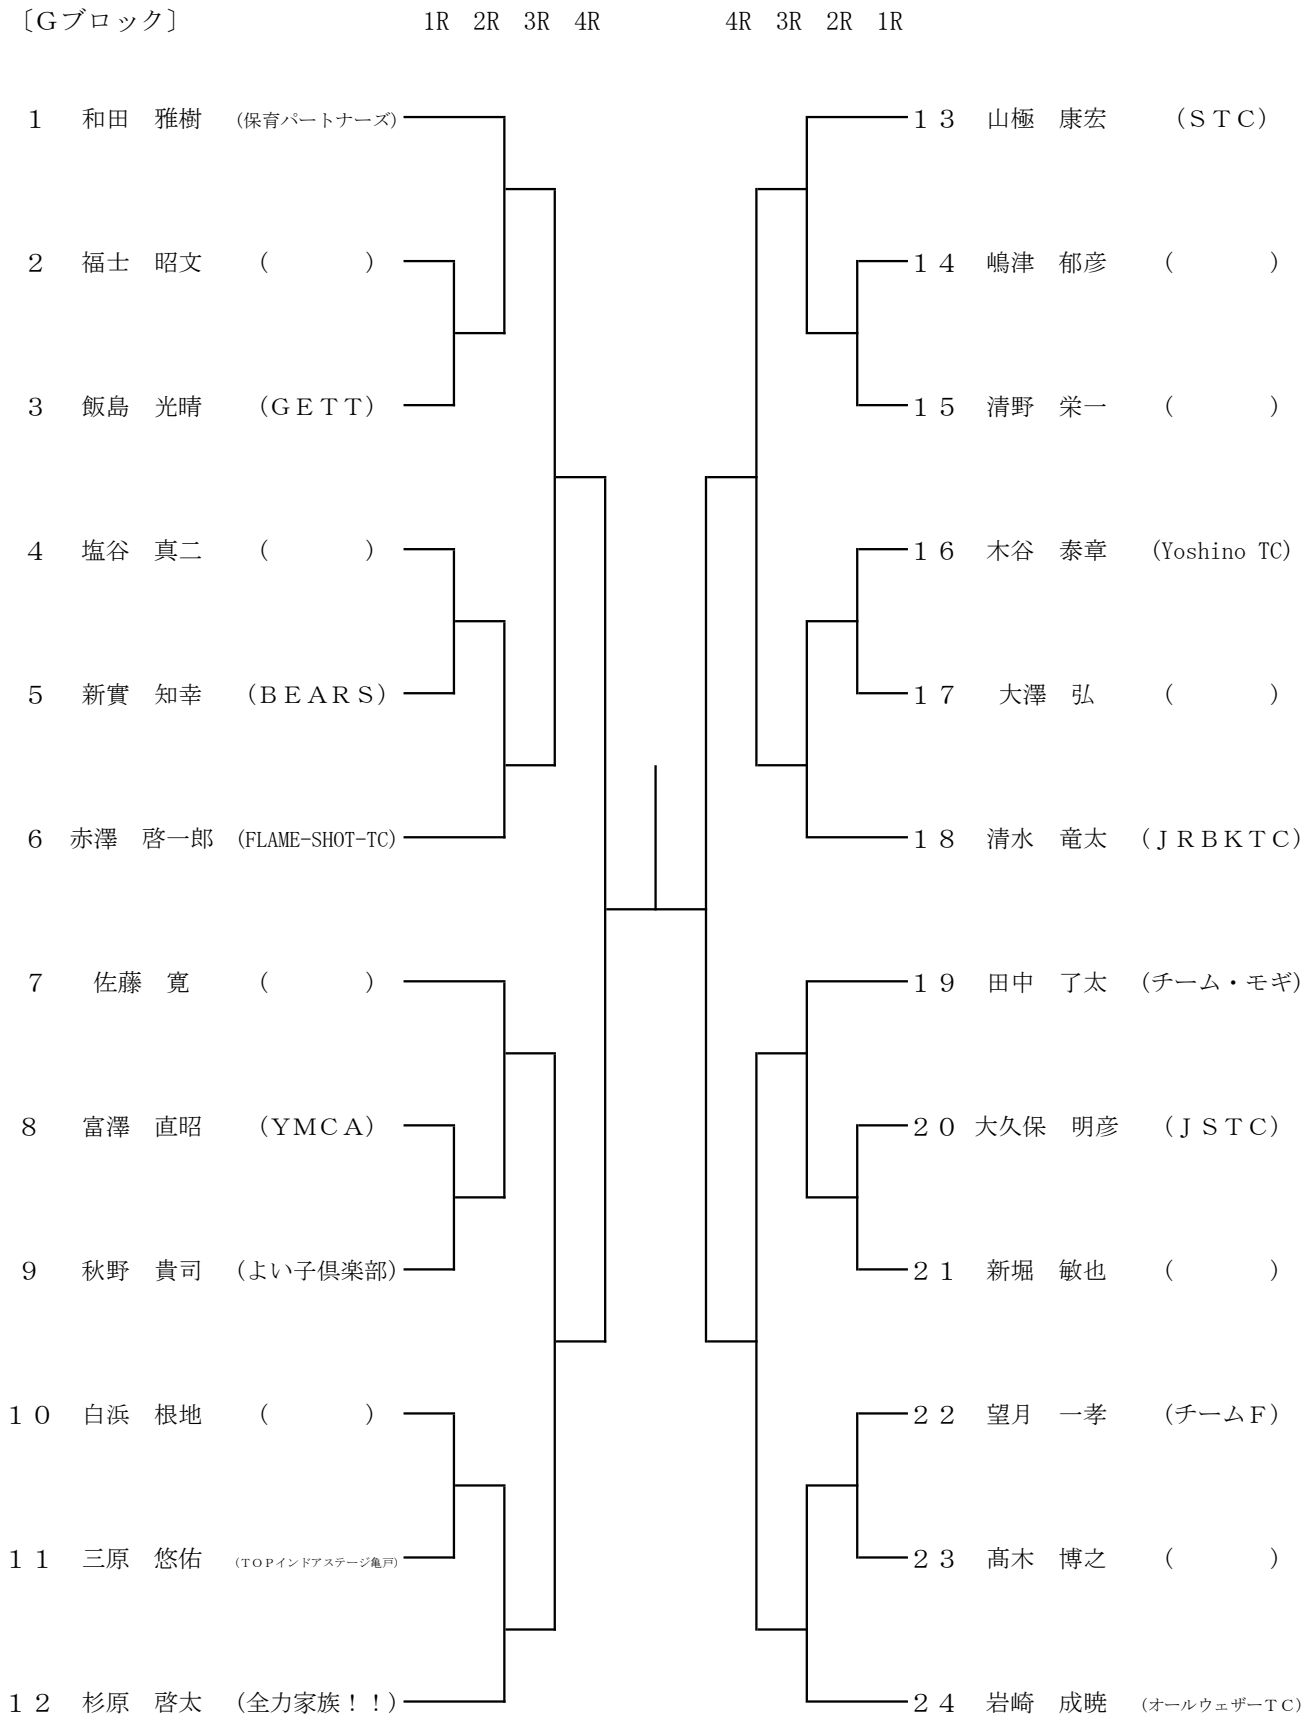 〔Gブロック〕 1R 2R 3R 4R 4R 3R 2R 1R
1 和田 雅樹 (保育パートナーズ)
2 福士 昭文 ( )
3 飯島 光晴 (GETT)
4 塩谷 真二 ( )
5 新實 知幸 (BEARS)
6 赤澤 啓一郎 (FLAME-SHOT-TC)
7 佐藤 寛 ( )
8 富澤 直昭 (YMCA)
9 秋野 貴司 (よい子倶楽部)
10 白浜 根地 ( )
11 三原 悠佑 (TOPインドアステージ亀戸)
12 杉原 啓太 (全力家族!!)
13 山極 康宏 (STC)
14 嶋津 郁彦 ( )
15 清野 栄一 ( )
16 木谷 泰章 (Yoshino TC)
17 大澤 弘 ( )
18 清水 竜太 (JRBKTC)
19 田中 了太 (チーム・モギ)
20 大久保 明彦 (JSTC)
21 新堀 敏也 ( )
22 望月 一孝 (チームF)
23 髙木 博之 ( )
24 岩崎 成暁 (オールウェザーTC)